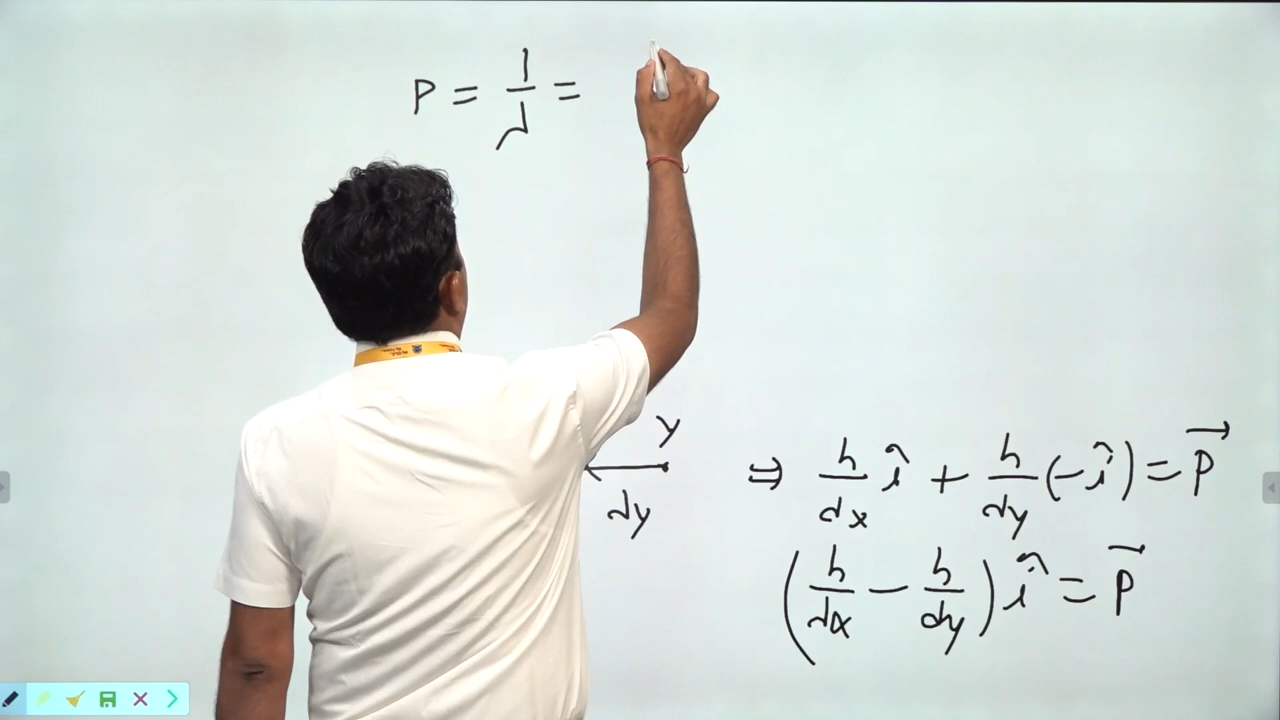 P = 1/λ =
y
λy
⇒ h/λx î + h/λy (-î) = P⃗
(h/λx - h/λy) î = P⃗